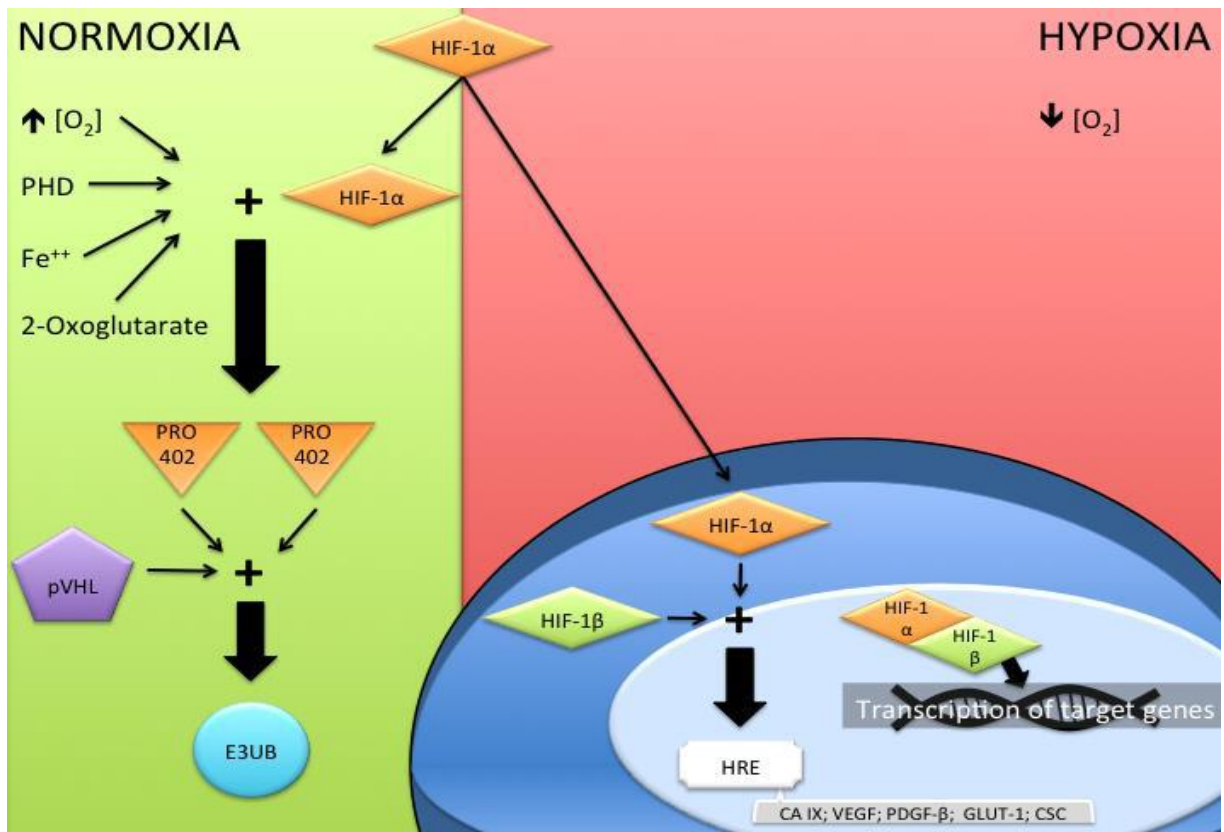 NORMOXIA
HIF-1α
HYPOXIA
🡹 [O₂]
🡻 [O₂]
PHD
HIF-1α
+
Fe⁺⁺
2-Oxoglutarate
PRO
402
PRO
402
pVHL
+
E3UB
HIF-1α
HIF-1β
+
HIF-1
α
HIF-1
β
Transcription of target genes
HRE
CA IX; VEGF; PDGF-β; GLUT-1; CSC